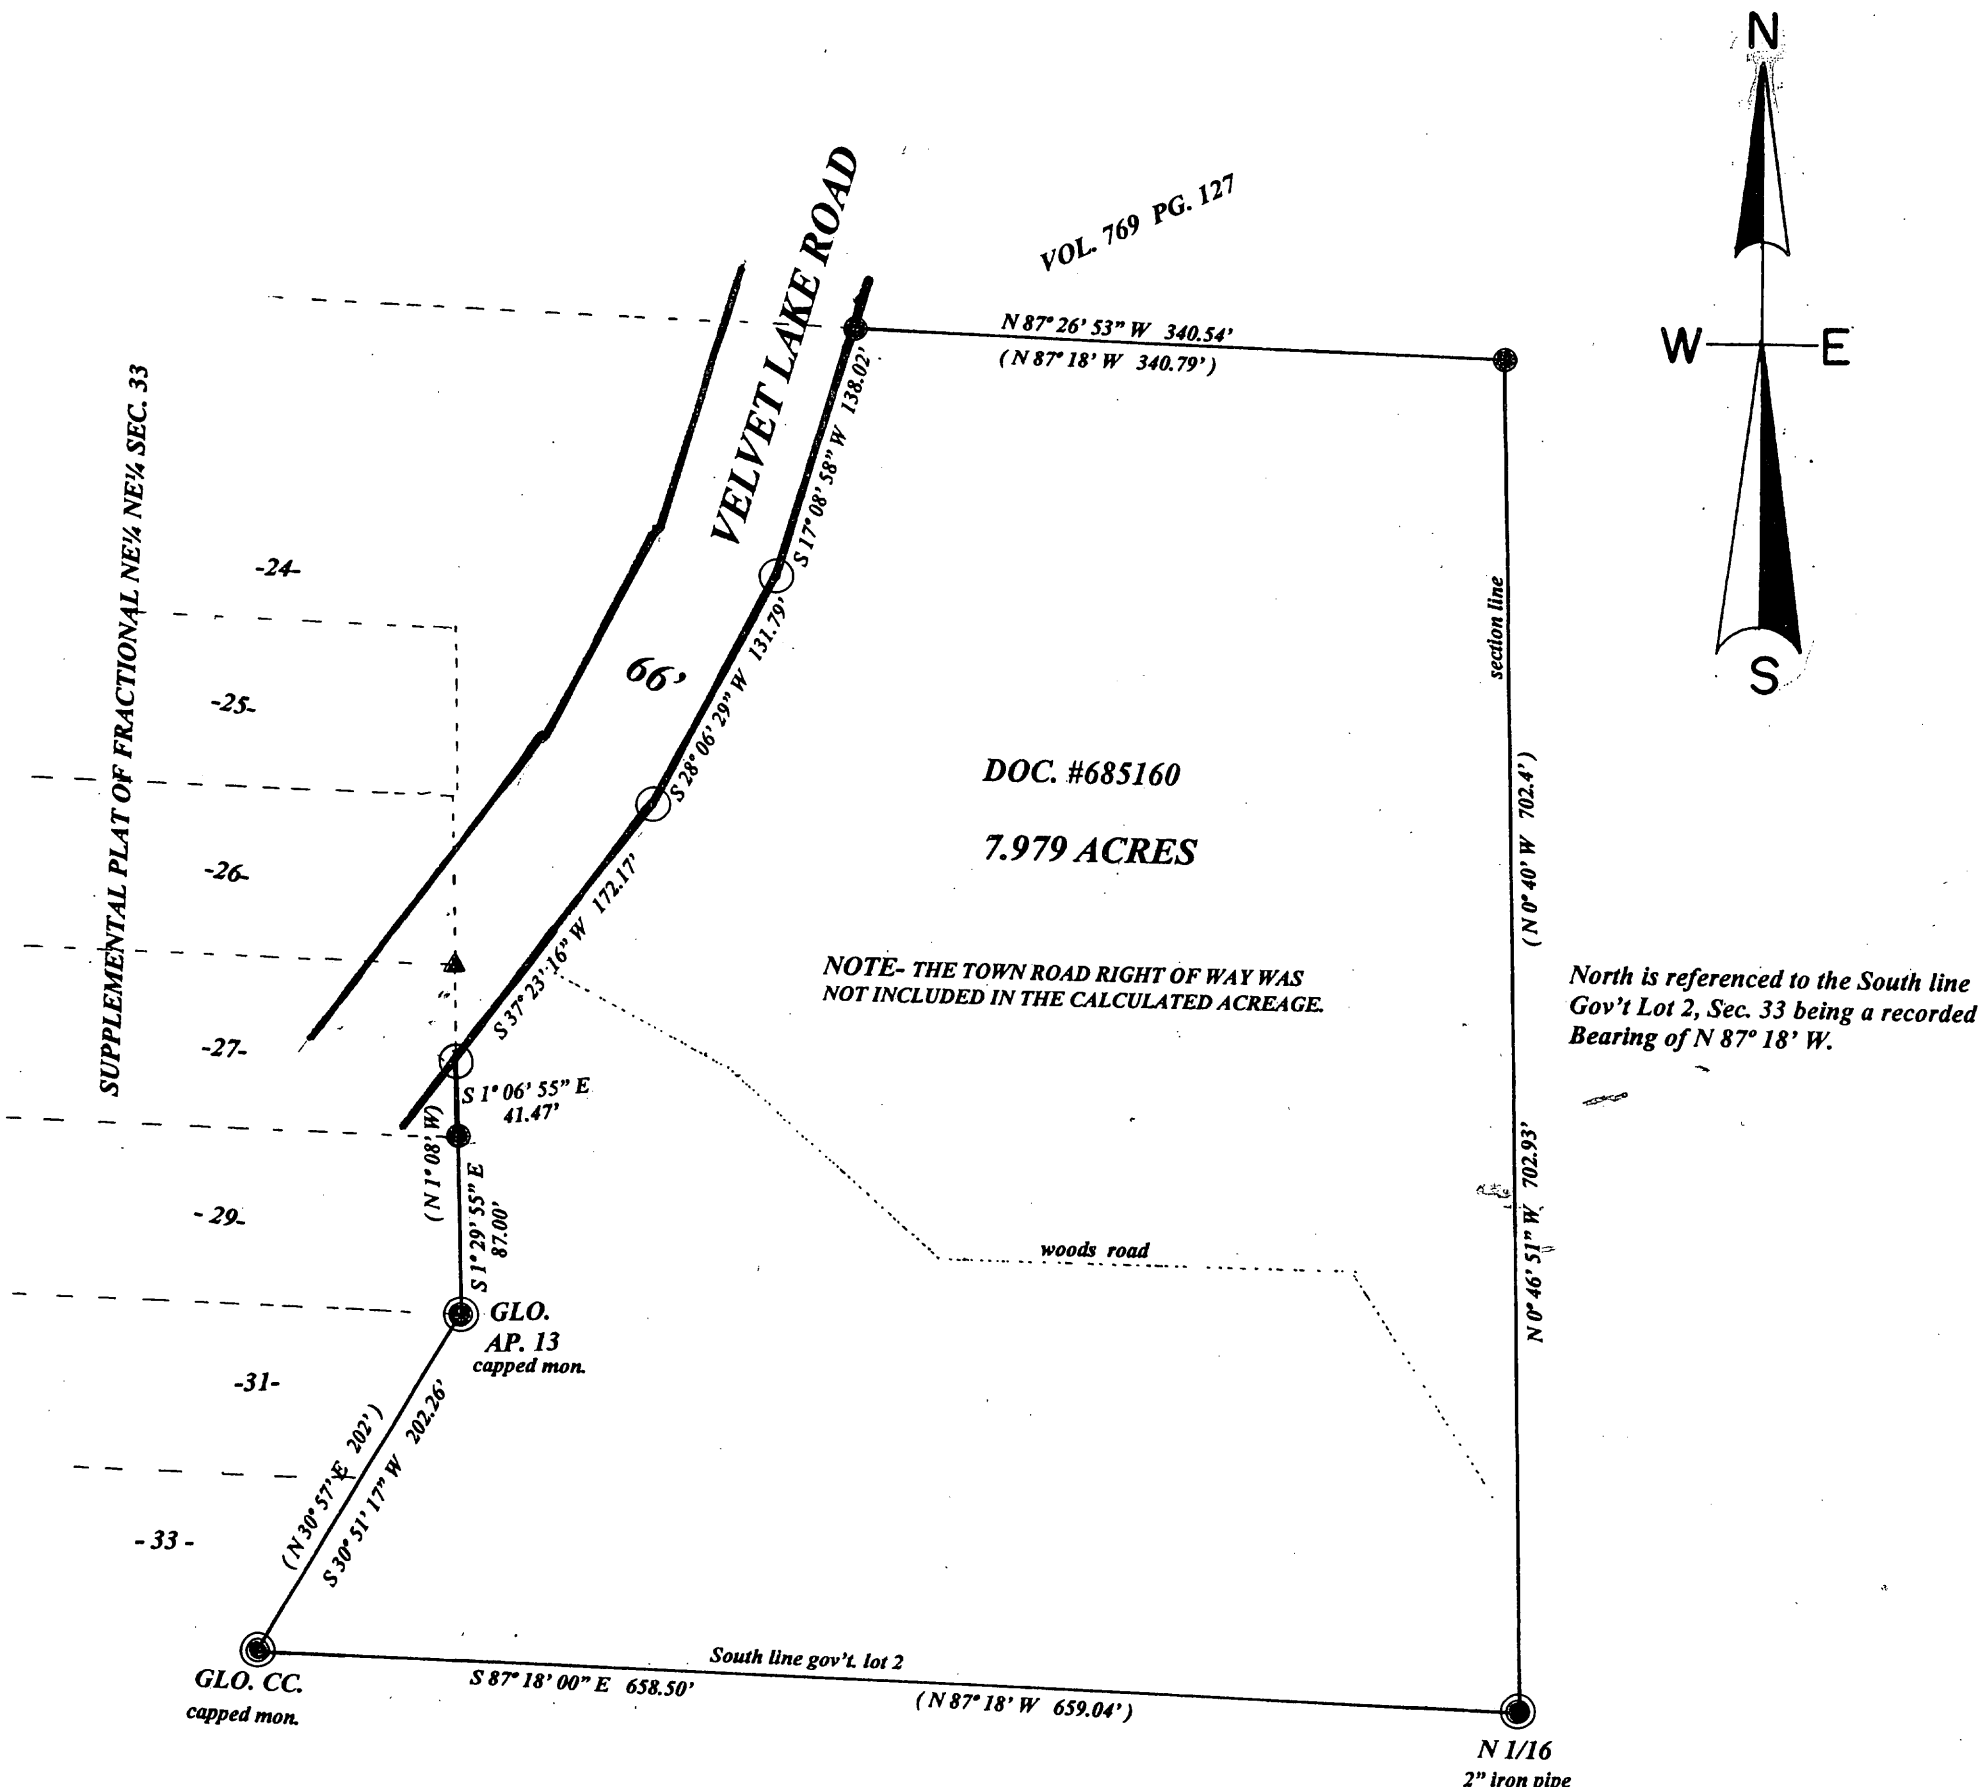 N
W E
S
VOL. 769 PG. 127
VELVET LAKE ROAD
N 87° 26' 53" W 340.54'
( N 87° 18' W 340.79' )
S 17° 08' 58" W 138.02'
SUPPLEMENTAL PLAT OF FRACTIONAL NE¼ NE¼ SEC. 33
-24-
66'
S 28° 06' 29" W 131.79'
section line
-25-
DOC. #685160
7.979 ACRES
( N 0° 40' W 702.4' )
-26-
S 37° 23' 16" W 172.17'
NOTE- THE TOWN ROAD RIGHT OF WAY WAS
NOT INCLUDED IN THE CALCULATED ACREAGE.
North is referenced to the South line
Gov't Lot 2, Sec. 33 being a recorded
Bearing of N 87° 18' W.
-27-
S 1° 06' 55" E
41.47'
(N 1° 08' W)
S 1° 29' 55" E
87.00'
N 0° 46' 51" W 702.93'
- 29-
woods road
GLO.
AP. 13
capped mon.
-31-
( N 30° 57' E 202' )
S 30° 51' 17" W 202.26'
- 33 -
South line gov't. lot 2
S 87° 18' 00" E 658.50'
( N 87° 18' W 659.04' )
GLO. CC.
capped mon.
N 1/16
2" iron pipe